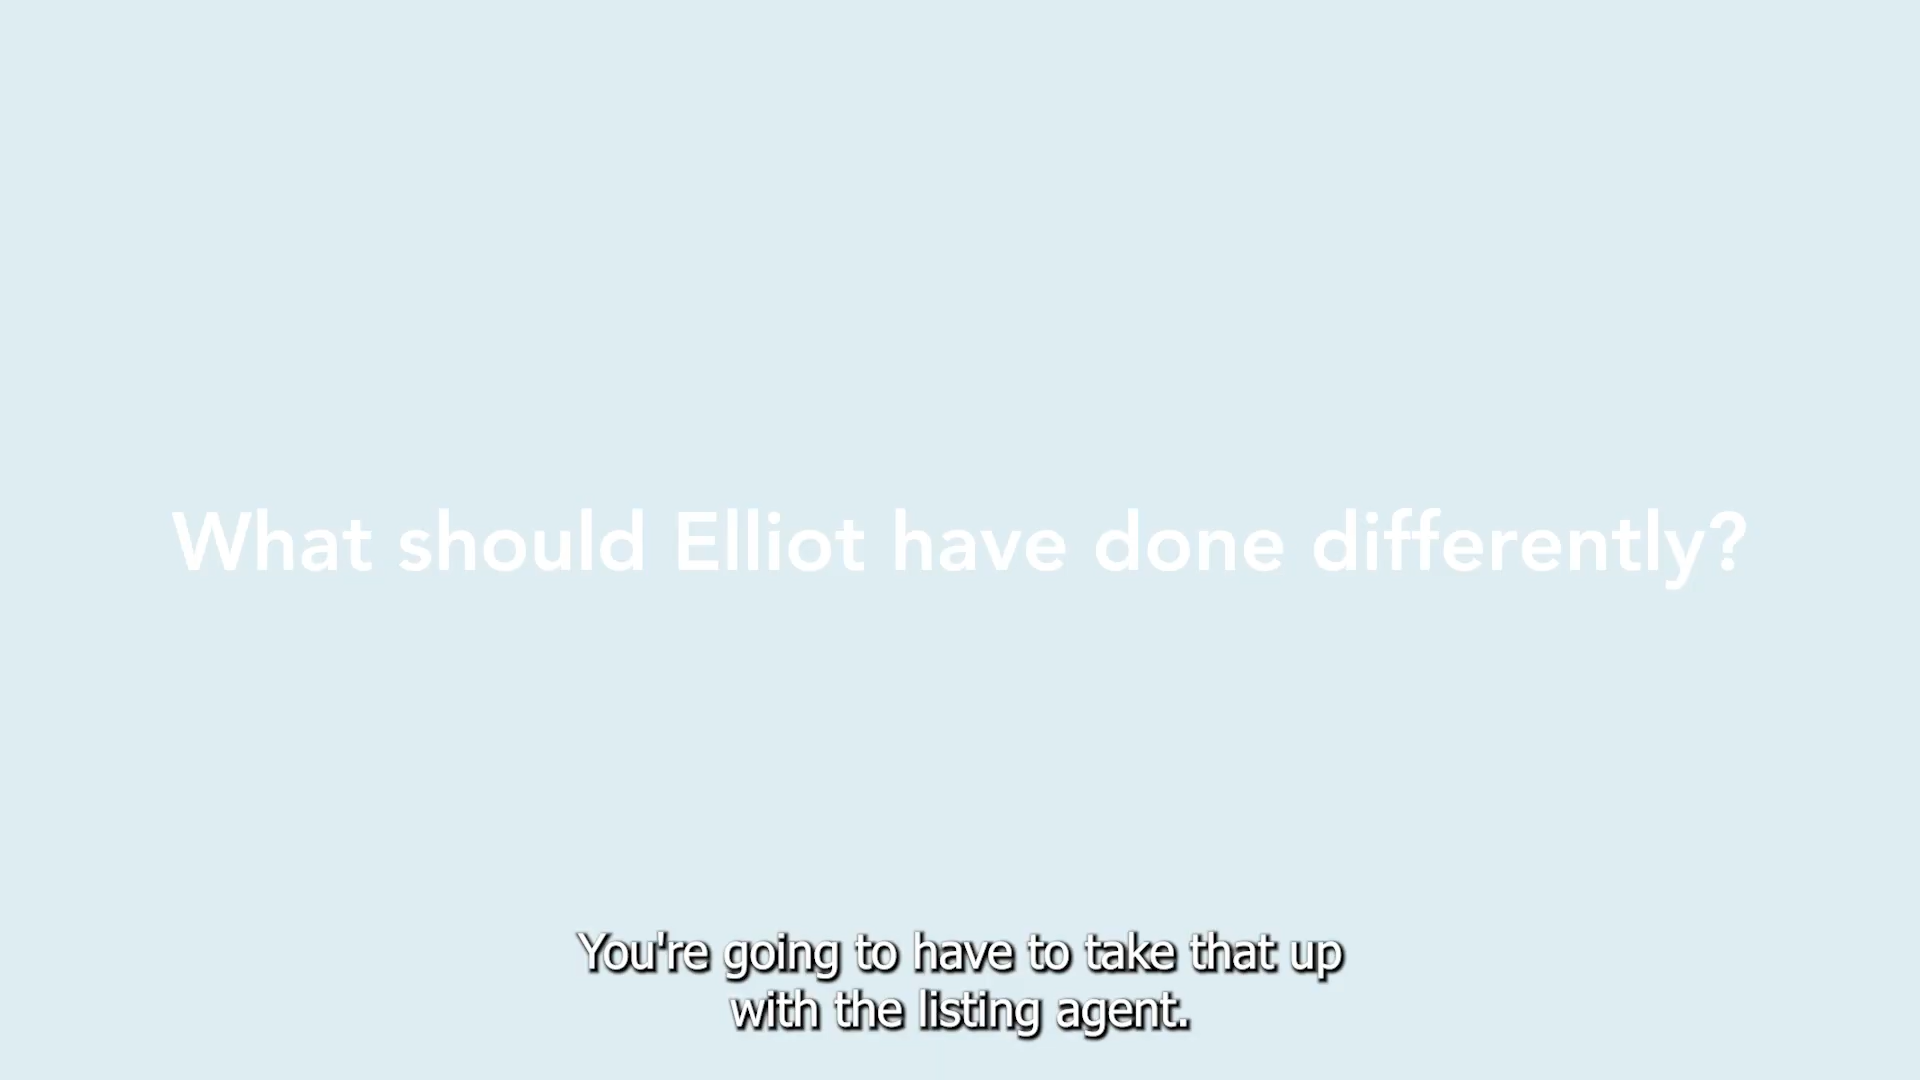 What should Elliot have done differently?
You're going to have to take that up
with the listing agent.